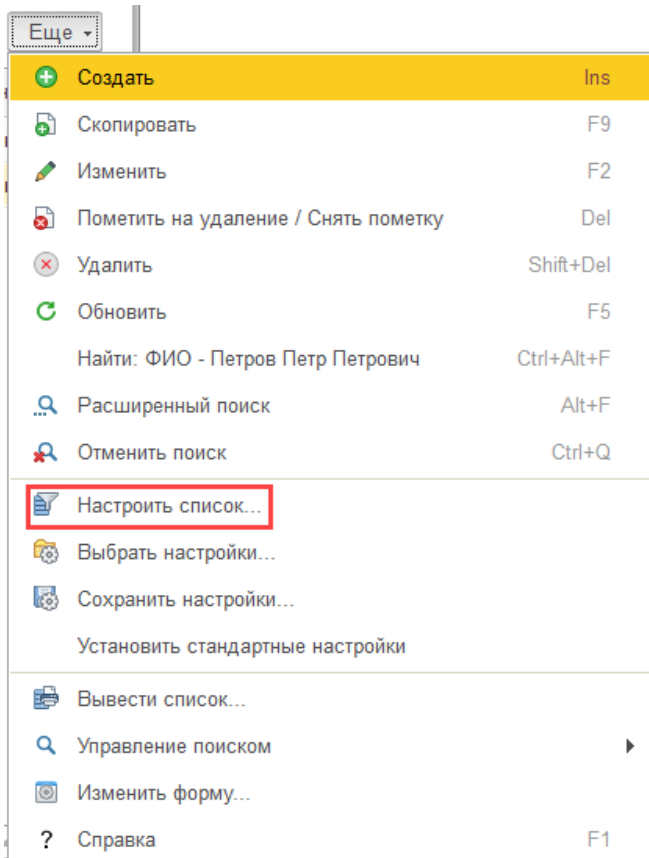 Еще
Создать Ins
Скопировать F9
Изменить F2
Пометить на удаление / Снять пометку Del
Удалить Shift+Del
Обновить F5
Найти: ФИО - Петров Петр Петрович Ctrl+Alt+F
Расширенный поиск Alt+F
Отменить поиск Ctrl+Q
Настроить список...
Выбрать настройки...
Сохранить настройки...
Установить стандартные настройки
Вывести список...
Управление поиском
Изменить форму...
? Справка F1